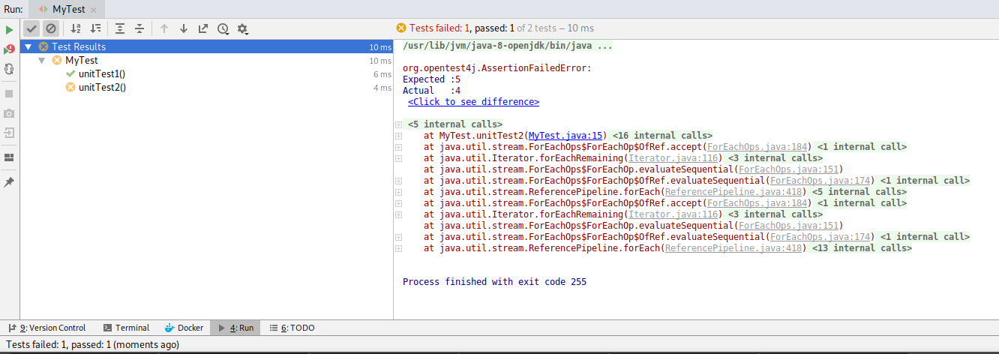 Run: MyTest
Tests failed: 1, passed: 1 of 2 tests – 10 ms
Test Results 10 ms
MyTest 10 ms
unitTest1() 6 ms
unitTest2() 4 ms
/usr/lib/jvm/java-8-openjdk/bin/java ...
org.opentest4j.AssertionFailedError:
Expected :5
Actual :4
<Click to see difference>
<5 internal calls>
at MyTest.unitTest2(MyTest.java:15) <16 internal calls>
at java.util.stream.ForEachOps$ForEachOp$OfRef.accept(ForEachOps.java:184) <1 internal call>
at java.util.Iterator.forEachRemaining(Iterator.java:116) <3 internal calls>
at java.util.stream.ForEachOps$ForEachOp.evaluateSequential(ForEachOps.java:151)
at java.util.stream.ForEachOps$ForEachOp$OfRef.evaluateSequential(ForEachOps.java:174) <1 internal call>
at java.util.stream.ReferencePipeline.forEach(ReferencePipeline.java:418) <5 internal calls>
at java.util.stream.ForEachOps$ForEachOp$OfRef.accept(ForEachOps.java:184) <1 internal call>
at java.util.Iterator.forEachRemaining(Iterator.java:116) <3 internal calls>
at java.util.stream.ForEachOps$ForEachOp.evaluateSequential(ForEachOps.java:151)
at java.util.stream.ForEachOps$ForEachOp$OfRef.evaluateSequential(ForEachOps.java:174) <1 internal call>
at java.util.stream.ReferencePipeline.forEach(ReferencePipeline.java:418) <13 internal calls>
Process finished with exit code 255
9: Version Control Terminal Docker 4: Run 6: TODO
Tests failed: 1, passed: 1 (moments ago)